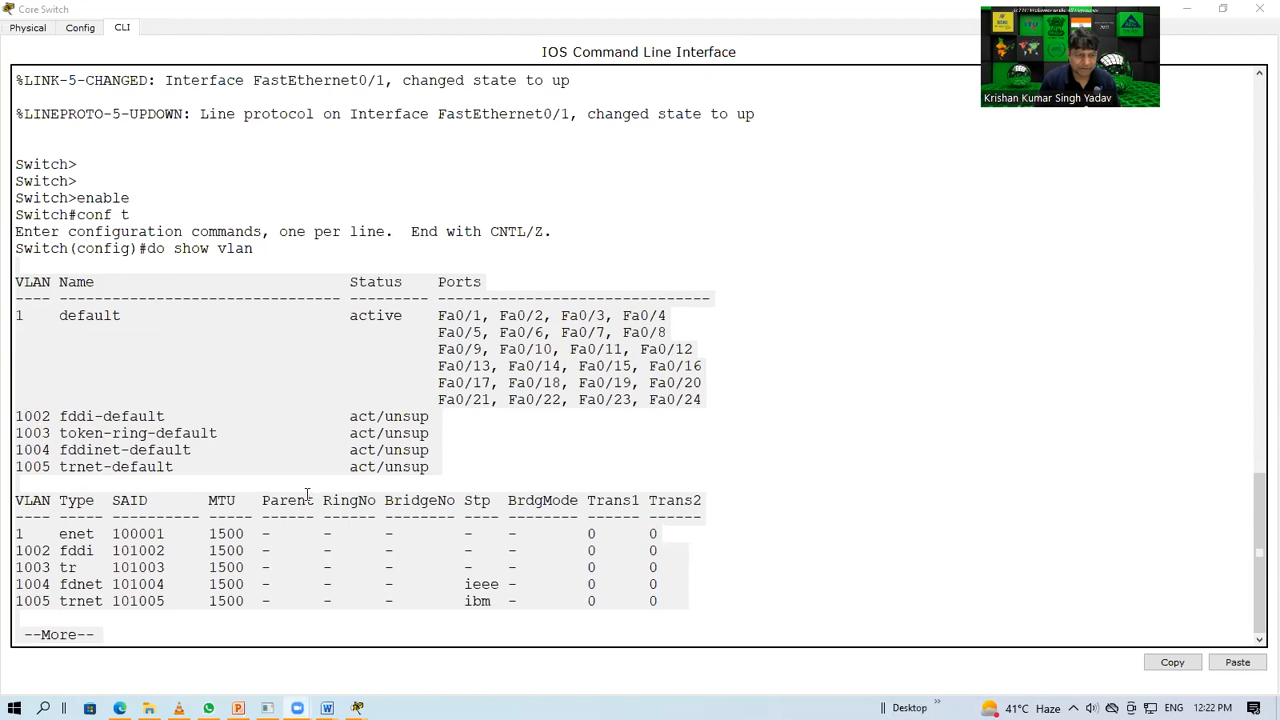 Core Switch
Physical Config CLI
IOS Command Line Interface
%LINK-5-CHANGED: Interface FastEthernet0/1, changed state to up
%LINEPROTO-5-UPDOWN: Line protocol on Interface FastEthernet0/1, changed state to up
Switch>
Switch>
Switch>enable
Switch#conf t
Enter configuration commands, one per line.  End with CNTL/Z.
Switch(config)#do show vlan
VLAN Name                             Status    Ports
---- -------------------------------- --------- -------------------------------
1    default                          active    Fa0/1, Fa0/2, Fa0/3, Fa0/4
Fa0/5, Fa0/6, Fa0/7, Fa0/8
Fa0/9, Fa0/10, Fa0/11, Fa0/12
Fa0/13, Fa0/14, Fa0/15, Fa0/16
Fa0/17, Fa0/18, Fa0/19, Fa0/20
Fa0/21, Fa0/22, Fa0/23, Fa0/24
1002 fddi-default                     act/unsup
1003 token-ring-default               act/unsup
1004 fddinet-default                  act/unsup
1005 trnet-default                    act/unsup
VLAN Type  SAID       MTU   Parent RingNo BridgeNo Stp  BrdgMode Trans1 Trans2
---- ----- ---------- ----- ------ ------ -------- ---- -------- ------ ------
1    enet  100001     1500  -      -      -        -    -        0      0
1002 fddi  101002     1500  -      -      -        -    -        0      0
1003 tr    101003     1500  -      -      -        -    -        0      0
1004 fdnet 101004     1500  -      -      -        ieee -        0      0
1005 trnet 101005     1500  -      -      -        ibm  -        0      0
--More--
Krishan Kumar Singh Yadav
Copy Paste
Desktop
41°C Haze
ENG 12:22 PM